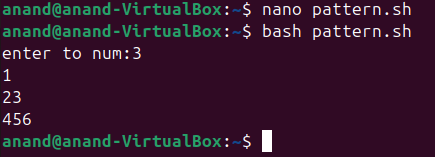 anand@anand-VirtualBox:~$ nano pattern.sh
anand@anand-VirtualBox:~$ bash pattern.sh
enter to num:3
1
23
456
anand@anand-VirtualBox:~$